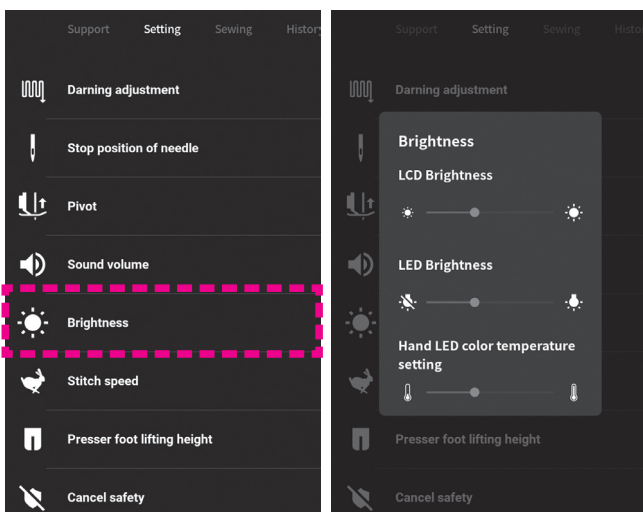 Support Setting Sewing History
Darning adjustment
Stop position of needle
Pivot
Sound volume
Brightness
Stitch speed
Presser foot lifting height
Cancel safety
Support Setting Sewing
Darning adjustment
Brightness
LCD Brightness
LED Brightness
Hand LED color temperature
setting
Presser foot lifting height
Cancel safety